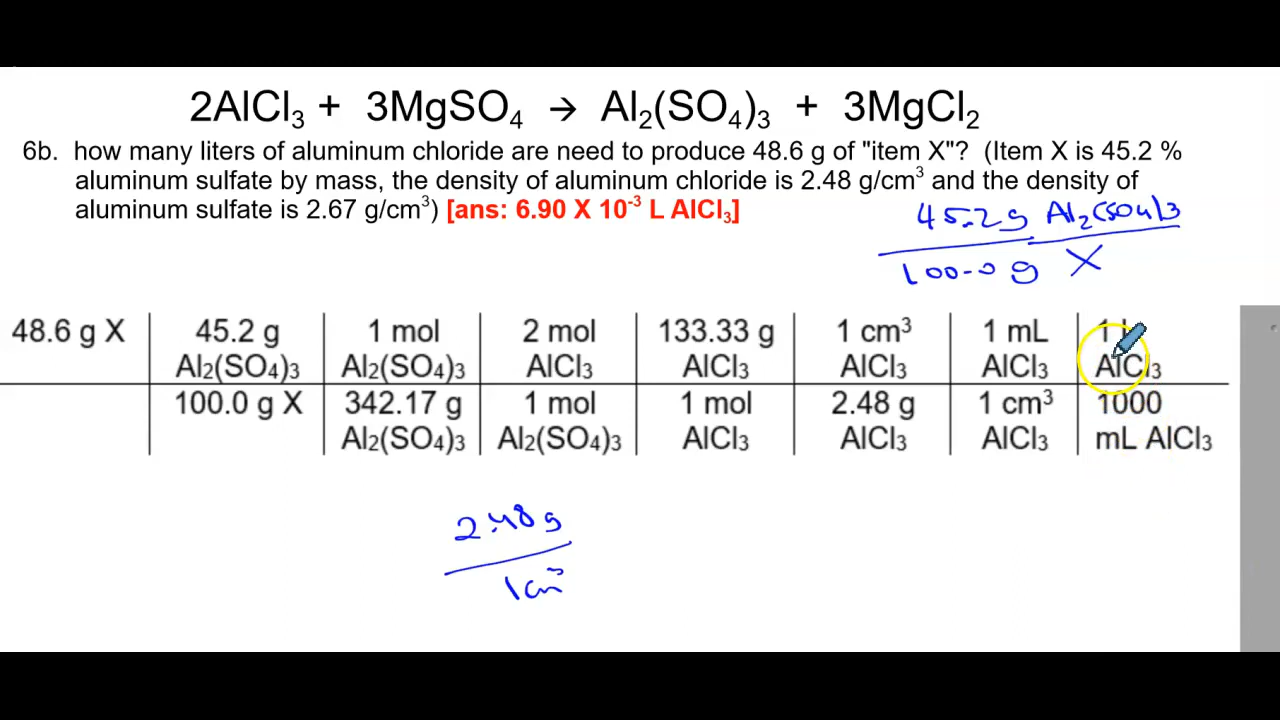 2AlCl3 + 3MgSO4 → Al2(SO4)3 + 3MgCl2
6b. how many liters of aluminum chloride are need to produce 48.6 g of "item X"? (Item X is 45.2 %
aluminum sulfate by mass, the density of aluminum chloride is 2.48 g/cm3 and the density of
aluminum sulfate is 2.67 g/cm3) [ans: 6.90 X 10-3 L AlCl3]
45.2g Al2(SO4)3
100.0 g X
48.6 g X 45.2 g 1 mol 2 mol 133.33 g 1 cm3 1 mL 1
Al2(SO4)3 Al2(SO4)3 AlCl3 AlCl3 AlCl3 AlCl3 AlCl3
100.0 g X 342.17 g 1 mol 1 mol 2.48 g 1 cm3 1000
Al2(SO4)3 Al2(SO4)3 AlCl3 AlCl3 AlCl3 mL AlCl3
2.48 g
1 cm3